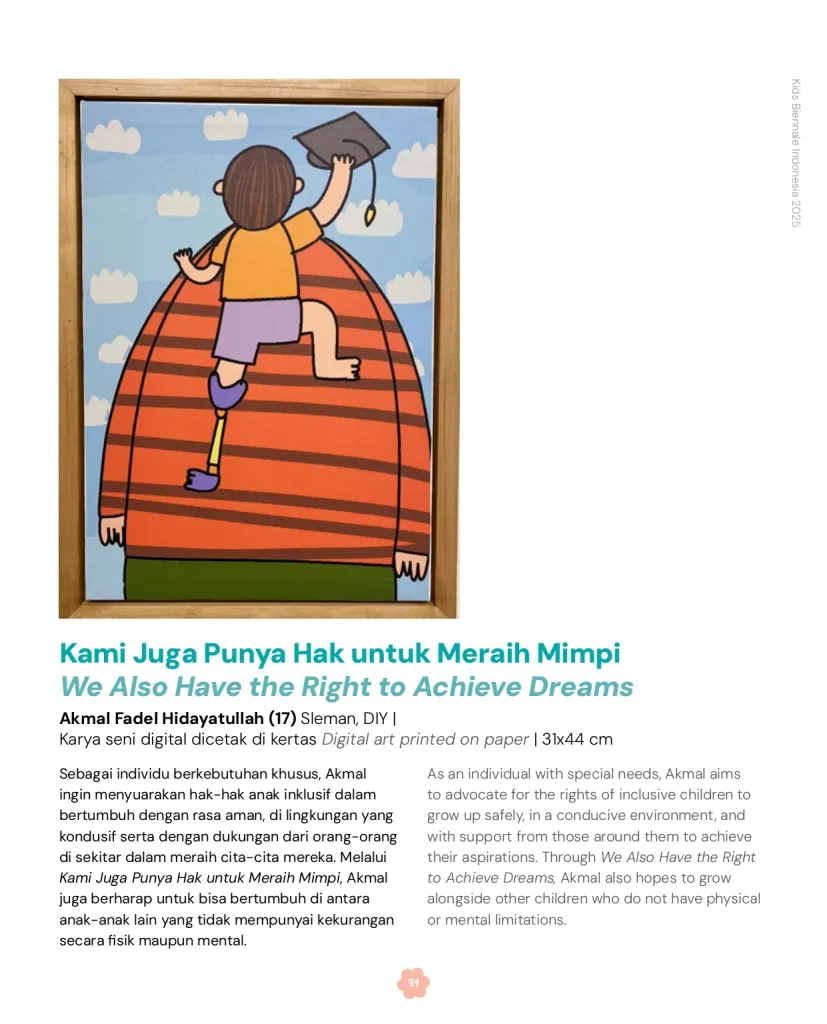 Kids Biennale Indonesia 2025
Kami Juga Punya Hak untuk Meraih Mimpi
We Also Have the Right to Achieve Dreams
Akmal Fadel Hidayatullah (17) Sleman, DIY |
Karya seni digital dicetak di kertas Digital art printed on paper | 31x44 cm
Sebagai individu berkebutuhan khusus, Akmal
ingin menyuarakan hak-hak anak inklusif dalam
bertumbuh dengan rasa aman, di lingkungan yang
kondusif serta dengan dukungan dari orang-orang
di sekitar dalam meraih cita-cita mereka. Melalui
Kami Juga Punya Hak untuk Meraih Mimpi, Akmal
juga berharap untuk bisa bertumbuh di antara
anak-anak lain yang tidak mempunyai kekurangan
secara fisik maupun mental.
As an individual with special needs, Akmal aims
to advocate for the rights of inclusive children to
grow up safely, in a conducive environment, and
with support from those around them to achieve
their aspirations. Through We Also Have the Right
to Achieve Dreams, Akmal also hopes to grow
alongside other children who do not have physical
or mental limitations.
31